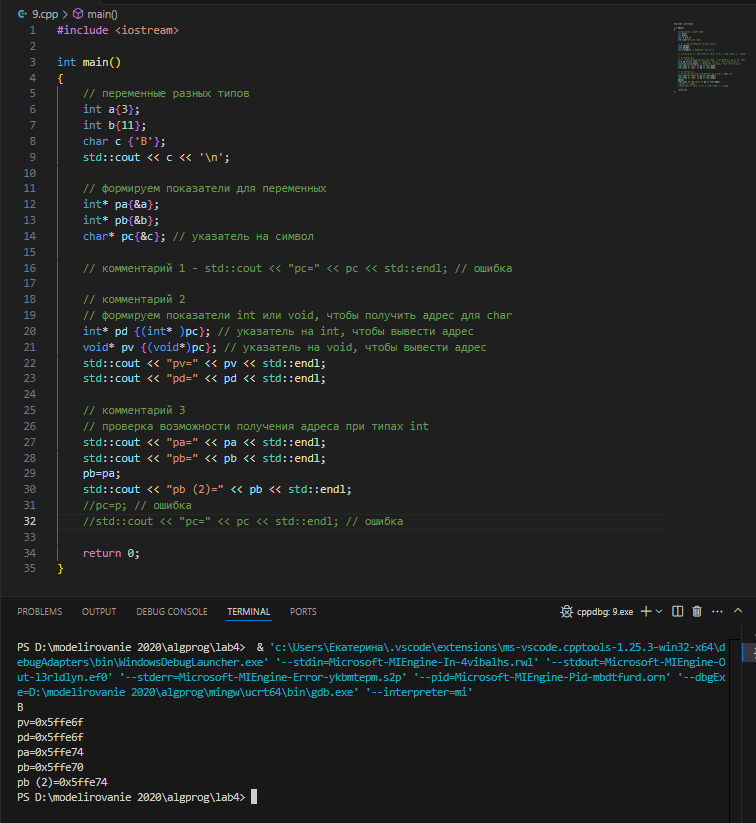 9.cpp > main()
1 #include <iostream>
2
3 int main()
4 {
5 // переменные разных типов
6 int a{3};
7 int b{11};
8 char c {'B'};
9 std::cout << c << '\n';
10
11 // формируем показатели для переменных
12 int* pa{&a};
13 int* pb{&b};
14 char* pc{&c}; // указатель на символ
15
16 // комментарий 1 - std::cout << "pc=" << pc << std::endl; // ошибка
17
18 // комментарий 2
19 // формируем показатели int или void, чтобы получить адрес для char
20 int* pd {(int* )pc}; // указатель на int, чтобы вывести адрес
21 void* pv {(void*)pc}; // указатель на void, чтобы вывести адрес
22 std::cout << "pv=" << pv << std::endl;
23 std::cout << "pd=" << pd << std::endl;
24
25 // комментарий 3
26 // проверка возможности получения адреса при типах int
27 std::cout << "pa=" << pa << std::endl;
28 std::cout << "pb=" << pb << std::endl;
29 pb=pa;
30 std::cout << "pb (2)=" << pb << std::endl;
31 //pc=p; // ошибка
32 //std::cout << "pc=" << pc << std::endl; // ошибка
33
34 return 0;
35 }
PROBLEMS OUTPUT DEBUG CONSOLE TERMINAL PORTS cppdbg: 9.exe
PS D:\modelirovanie 2020\algprog\lab4> & 'c:\Users\Екатерина\.vscode\extensions\ms-vscode.cpptools-1.25.3-win32-x64\d
ebugAdapters\bin\WindowsDebugLauncher.exe' '--stdin=Microsoft-MIEngine-In-4vibalhs.rwl' '--stdout=Microsoft-MIEngine-O
ut-l3rldlyn.ef0' '--stderr=Microsoft-MIEngine-Error-ykbmtepm.s2p' '--pid=Microsoft-MIEngine-Pid-mbdtfurd.orn' '--dbgEx
e=D:\modelirovanie 2020\algprog\mingw\ucrt64\bin\gdb.exe' '--interpreter=mi'
B
pv=0x5ffe6f
pd=0x5ffe6f
pa=0x5ffe74
pb=0x5ffe70
pb (2)=0x5ffe74
PS D:\modelirovanie 2020\algprog\lab4>